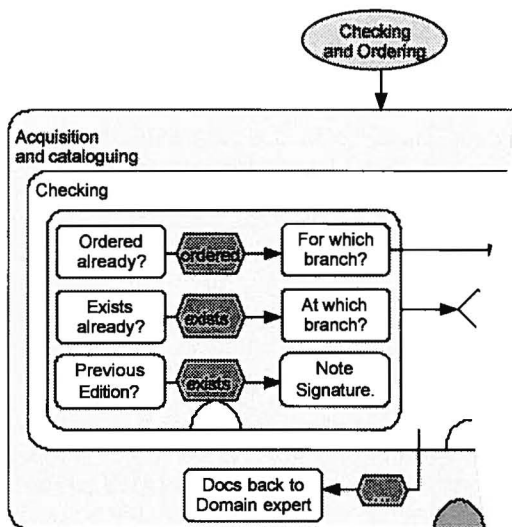 Checking
and Ordering
Acquisition
and cataloguing
Checking
Ordered
already?
ordered
For which
branch?
Exists
already?
exists
At which
branch?
Previous
Edition?
exists
Note
Signature.
Docs back to
Domain expert